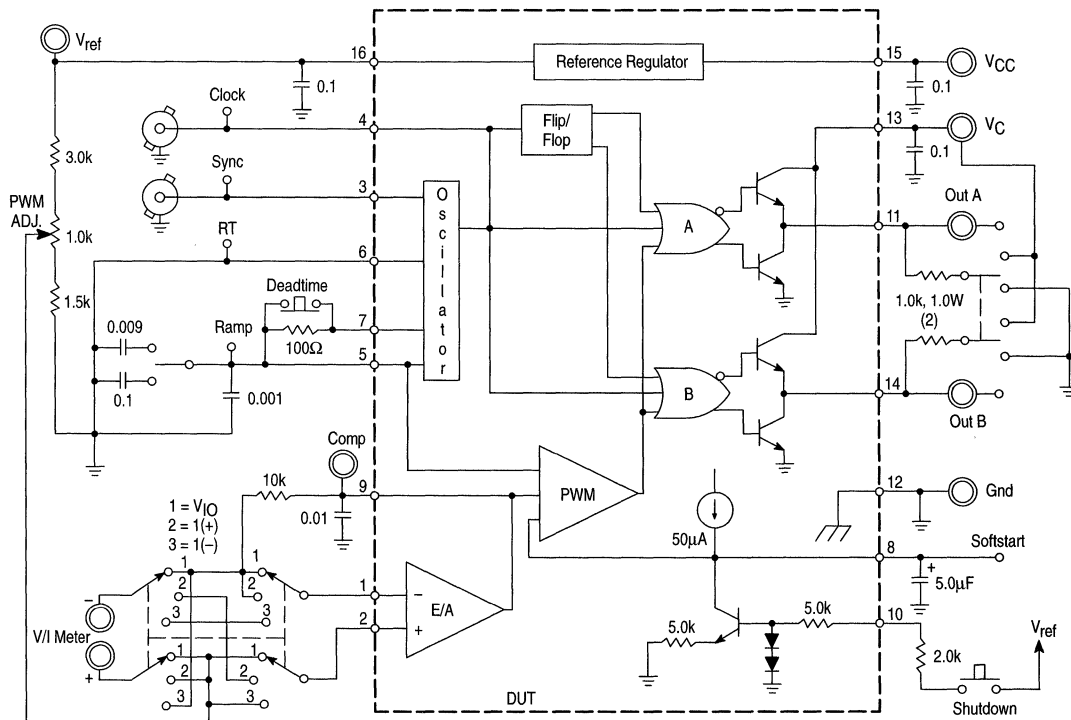 Vref
16
Reference Regulator
15
VCC
0.1
0.1
Clock
4
Flip/
Flop
13
VC
0.1
3.0k
Sync
3
Oscillator
PWM
ADJ.
1.0k
RT
6
A
11
Out A
1.5k
Deadtime
7
100Ω
1.0k, 1.0W
(2)
0.009
Ramp
5
0.1
0.001
B
14
Out B
Comp
10k
9
0.01
PWM
12
Gnd
1 = VIO
2 = 1(+)
3 = 1(–)
50µA
8
Softstart
+
5.0µF
1
1
2
2
3
3
–
V/I Meter
+
1
1
2
2
3
3
1
–
E/A
2
+
5.0k
5.0k
10
2.0k
Vref
Shutdown
DUT